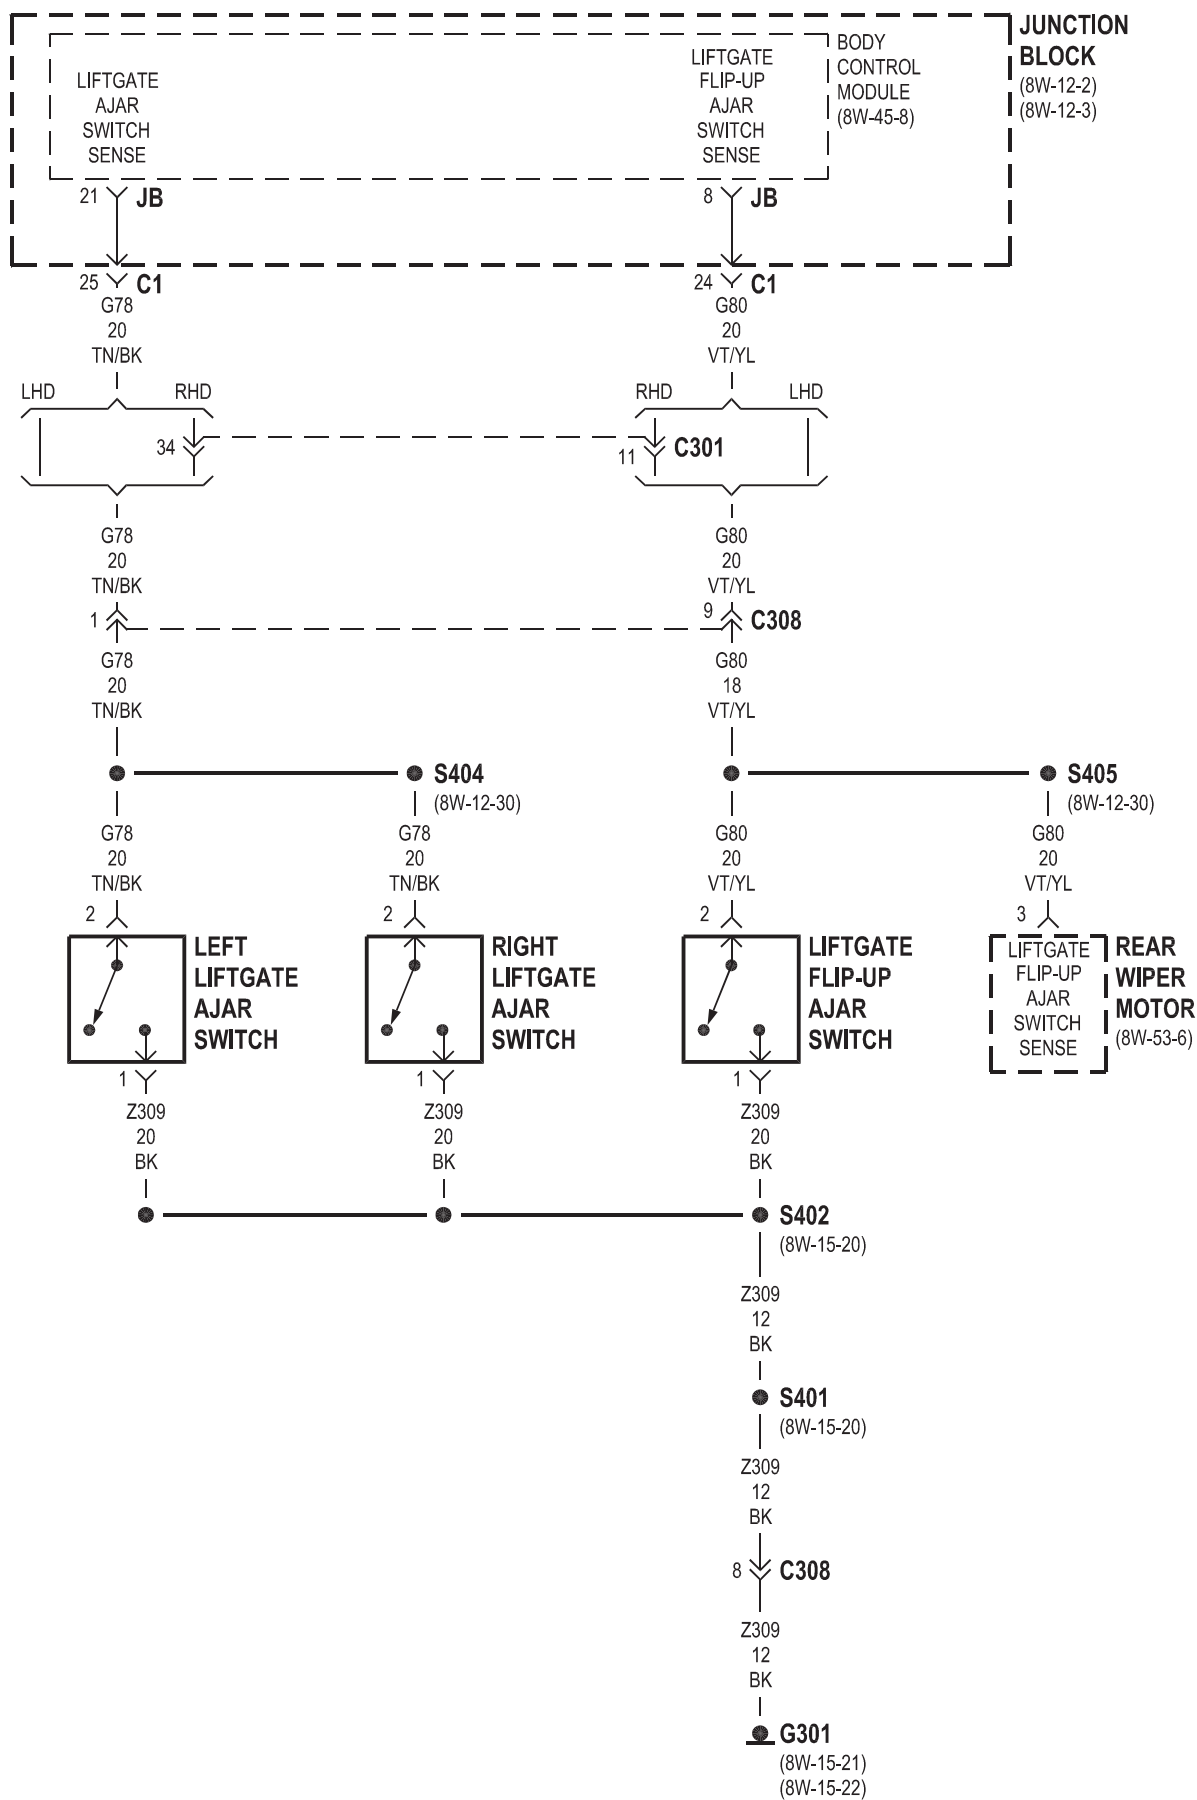 JUNCTION
BLOCK
(8W-12-2)
(8W-12-3)
BODY
CONTROL
MODULE
(8W-45-8)
LIFTGATE
AJAR
SWITCH
SENSE
LIFTGATE
FLIP-UP
AJAR
SWITCH
SENSE
21 JB
8 JB
25 C1
24 C1
G78
20
TN/BK
G80
20
VT/YL
LHD RHD
RHD LHD
34
11 C301
G78
20
TN/BK
G80
20
VT/YL
1
9 C308
G78
20
TN/BK
G80
18
VT/YL
S404
(8W-12-30)
S405
(8W-12-30)
G78
20
TN/BK
G78
20
TN/BK
G80
20
VT/YL
G80
20
VT/YL
2
2
2
3
LEFT
LIFTGATE
AJAR
SWITCH
RIGHT
LIFTGATE
AJAR
SWITCH
LIFTGATE
FLIP-UP
AJAR
SWITCH
LIFTGATE
FLIP-UP
AJAR
SWITCH
SENSE
REAR
WIPER
MOTOR
(8W-53-6)
1
1
1
Z309
20
BK
Z309
20
BK
Z309
20
BK
S402
(8W-15-20)
Z309
12
BK
S401
(8W-15-20)
Z309
12
BK
8 C308
Z309
12
BK
G301
(8W-15-21)
(8W-15-22)